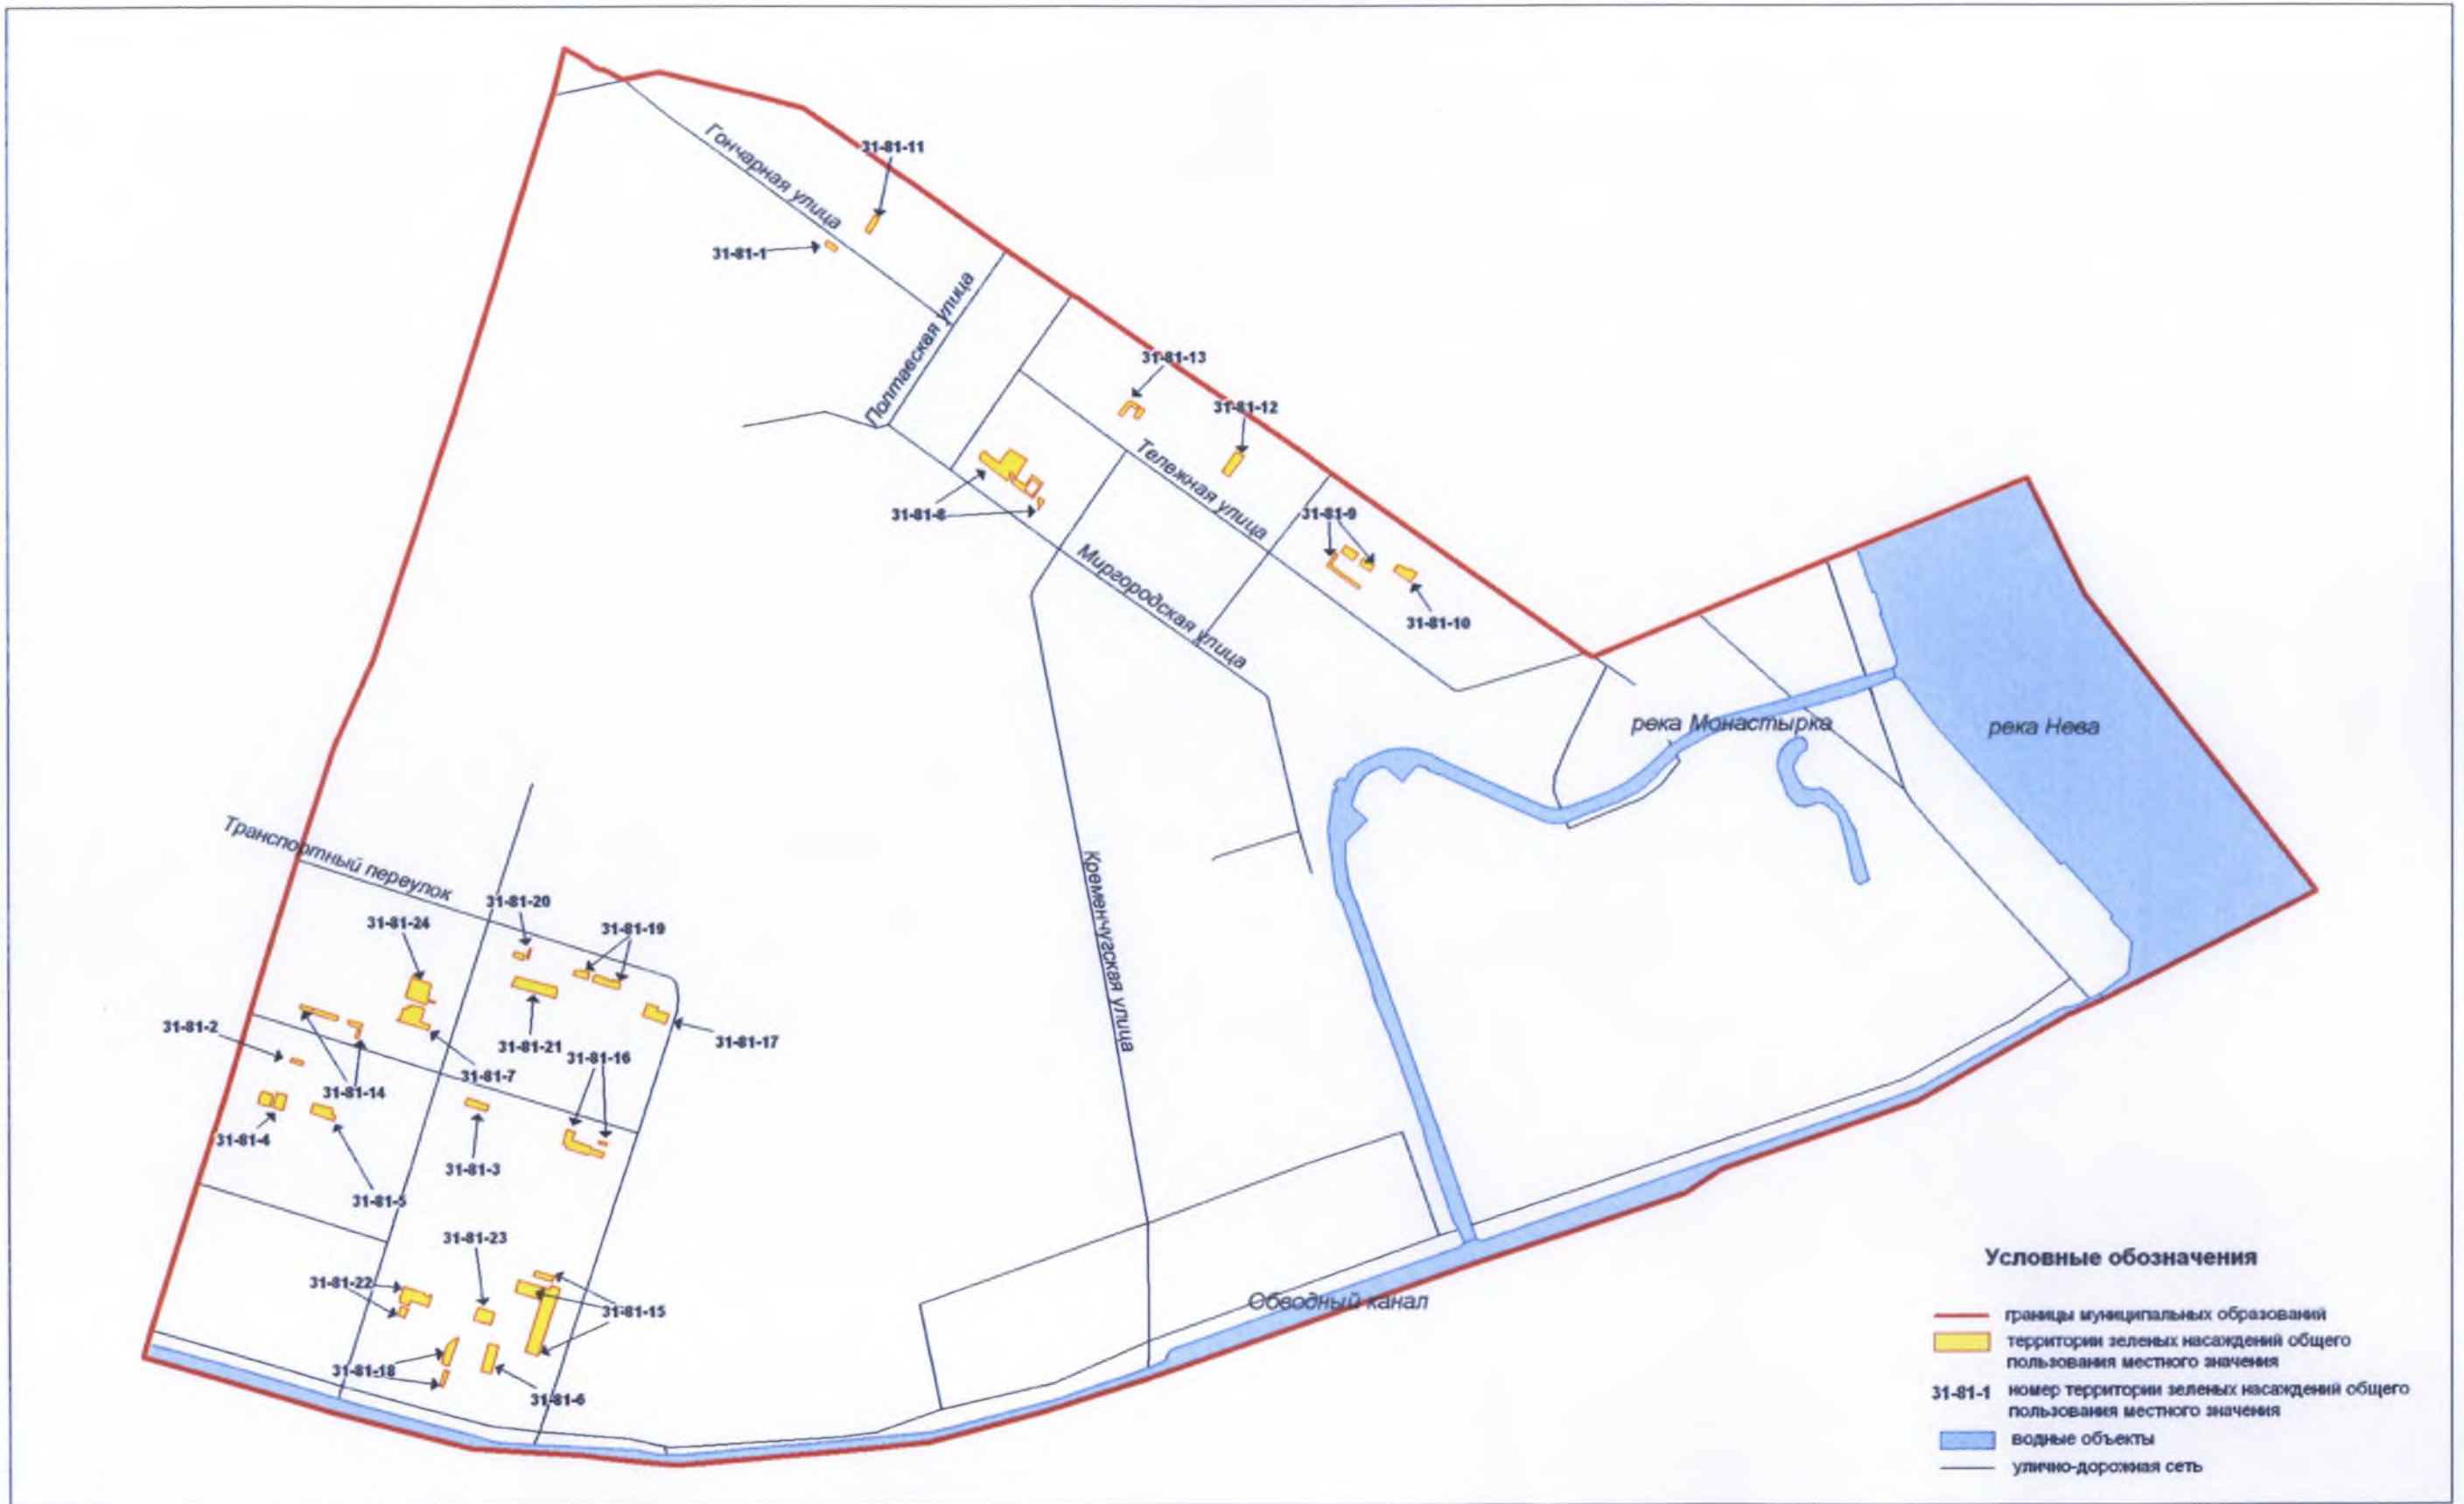 31-81-11
Гончарная улица
31-81-1
Полтавская улица
31-81-13
31-81-12
Тележная улица
31-81-8
31-81-9
Миргородская улица
31-81-10
река Монастырка
река Нева
Транспортный переулок
Кременчугская улица
31-81-20
31-81-24
31-81-19
31-81-2
31-81-21
31-81-17
31-81-16
31-81-7
31-81-14
31-81-4
31-81-3
31-81-5
31-81-23
31-81-22
31-81-15
31-81-18
31-81-6
Обводный канал
Условные обозначения
границы муниципальных образований
территории зеленых насаждений общего
пользования местного значения
31-81-1 номер территории зеленых насаждений общего
пользования местного значения
водные объекты
улично-дорожная сеть